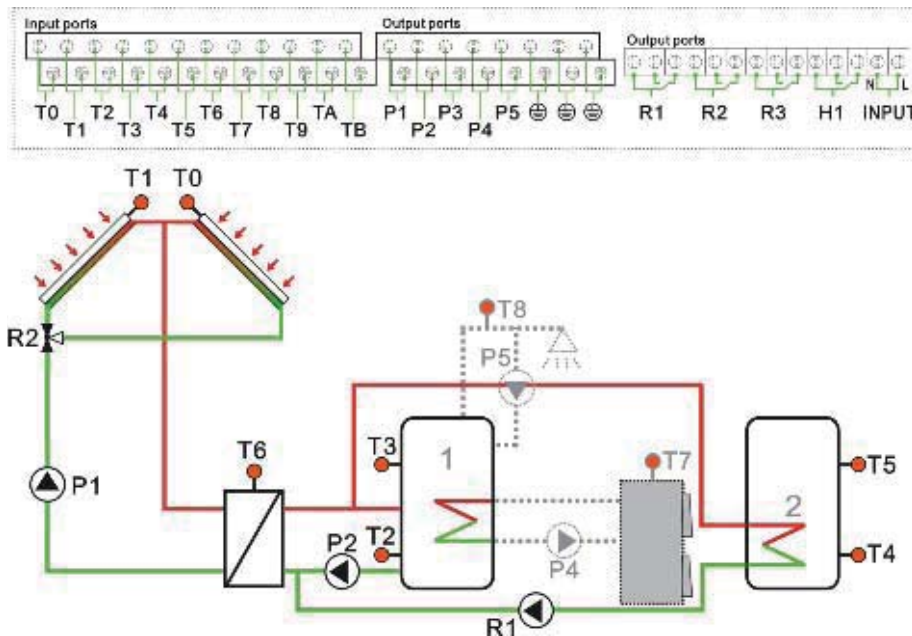 Input ports
Output ports
Output ports
T0 T2 T4 T6 T8 TA
T1 T3 T5 T7 T9 TB
P1 P3 P5
P2 P4
R1 R2 R3 H1 INPUT
N L
T1 T0
R2
T8
P5
P1
T6
T3
1
T7
T5
2
P2
T2
P4
T4
R1